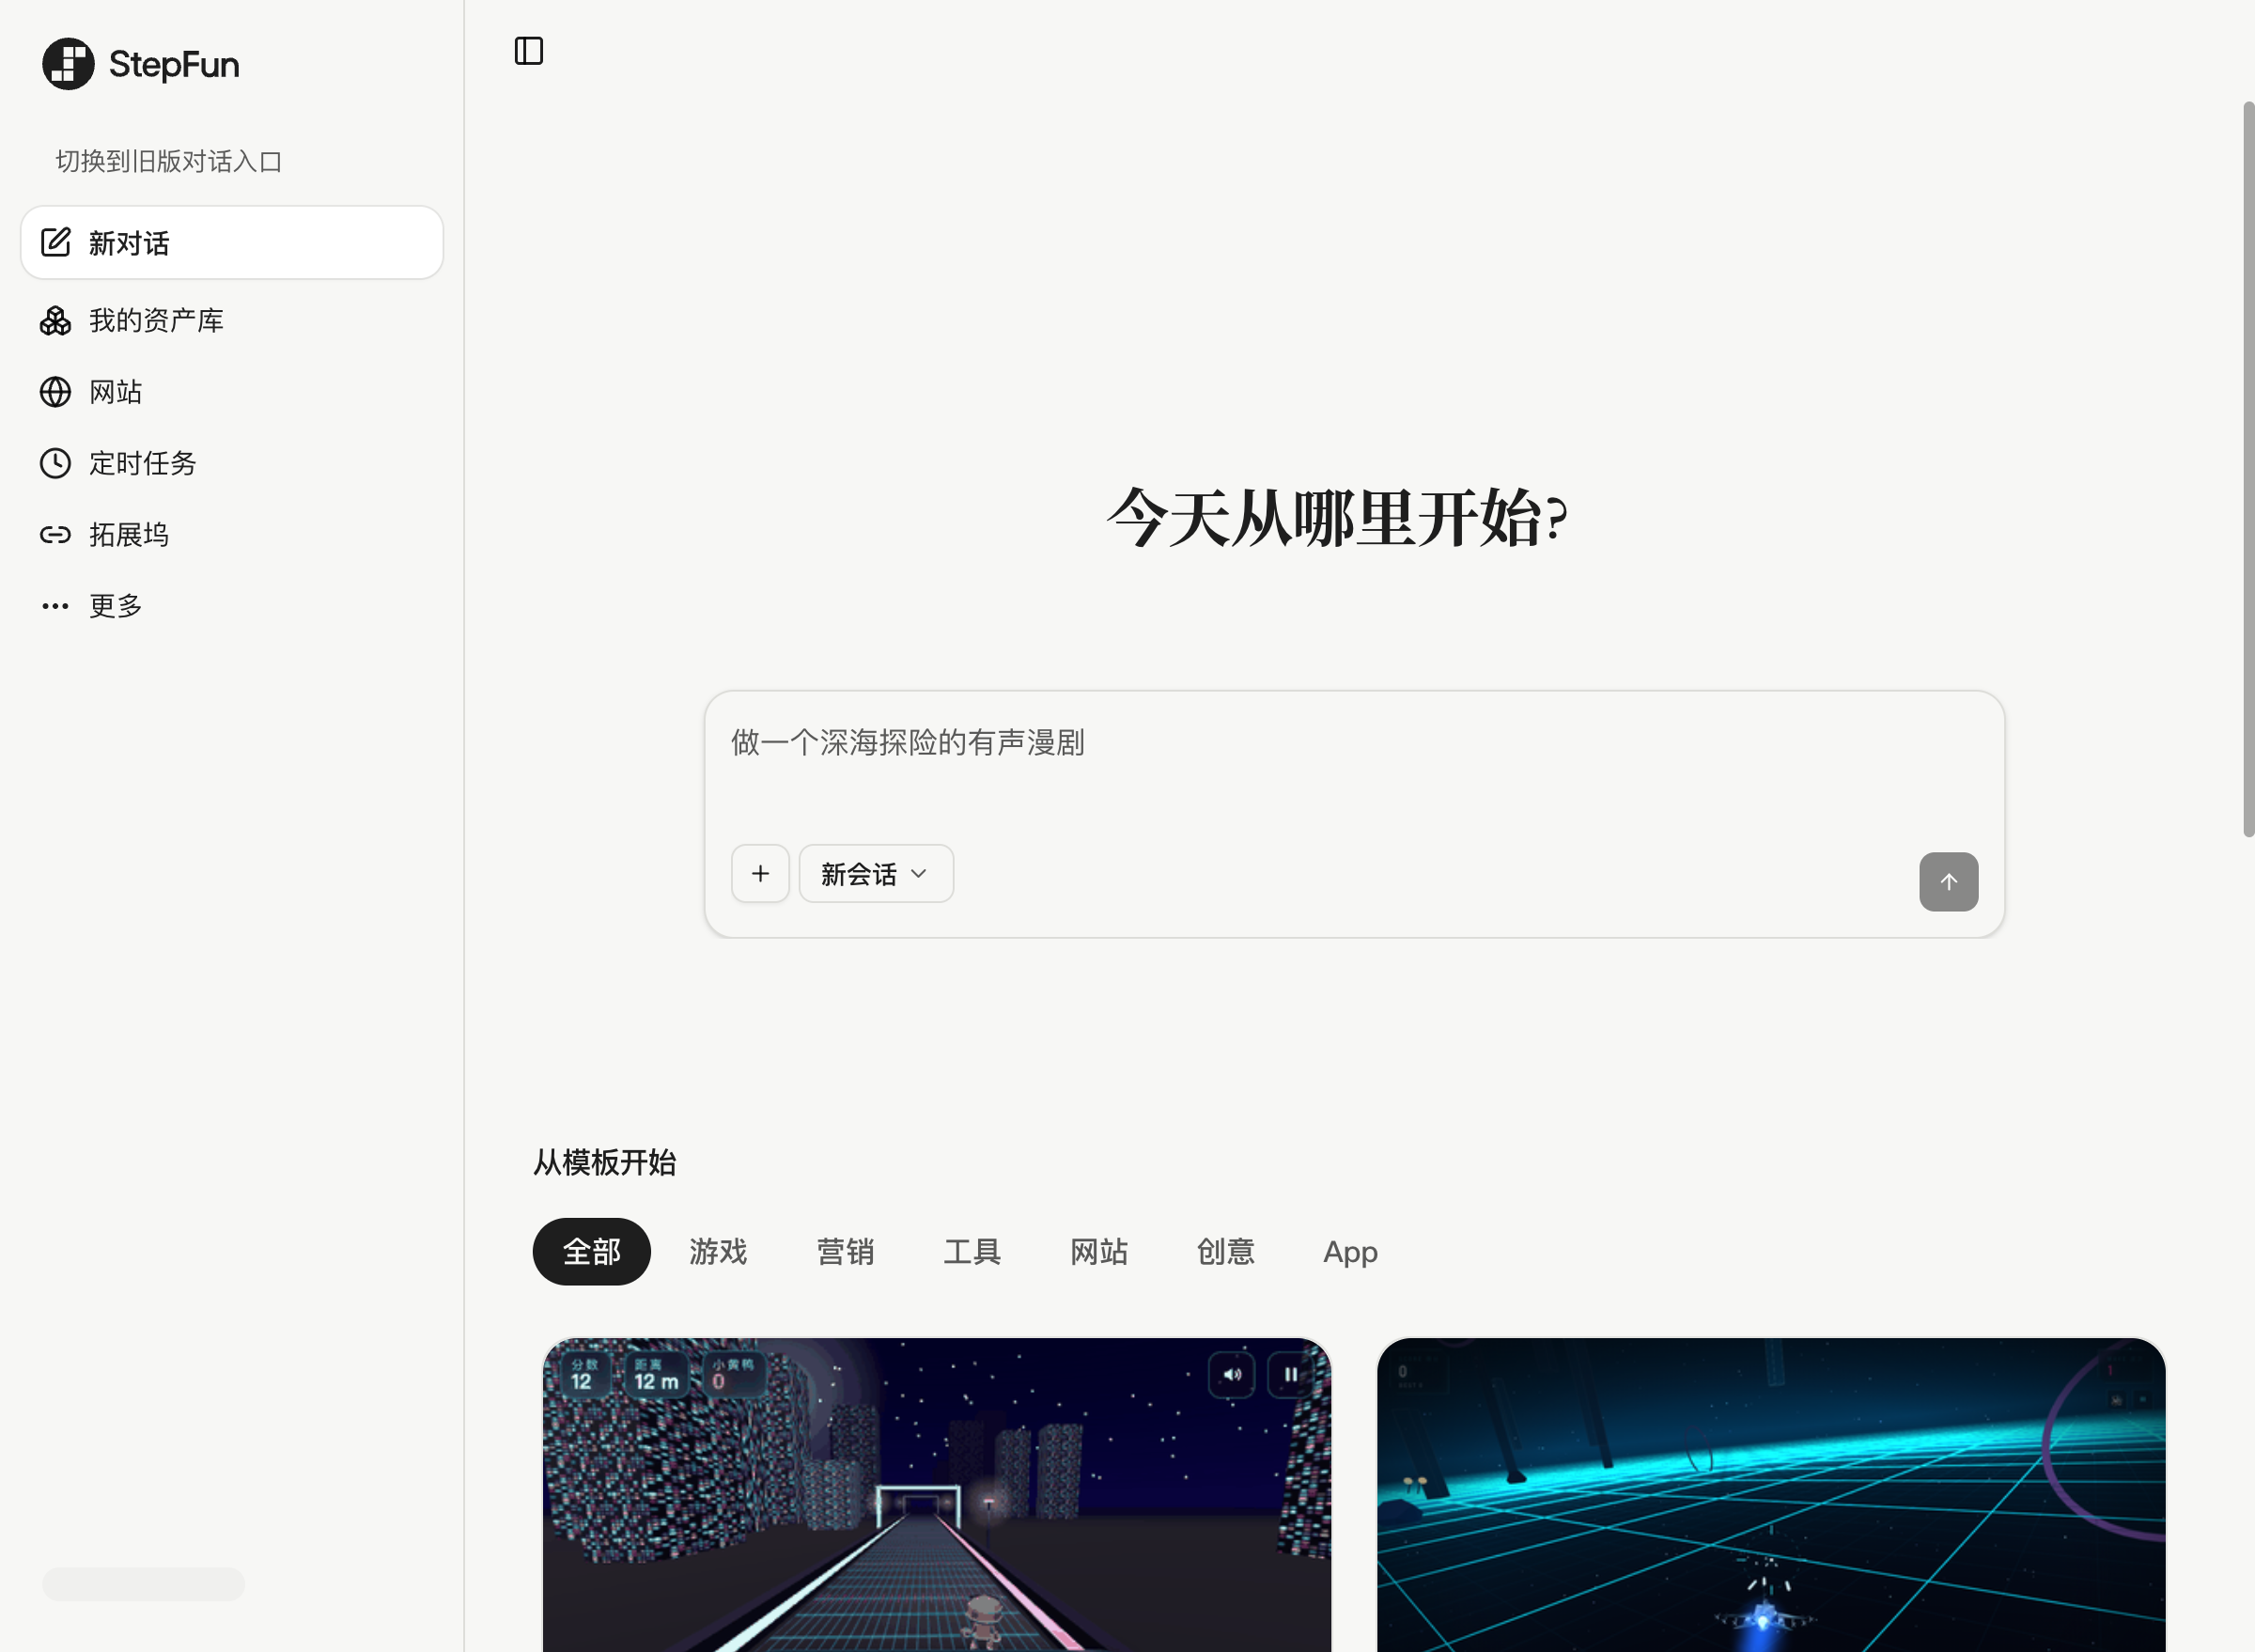 StepFun
切换到旧版对话入口
新对话
我的资产库
网站
定时任务
拓展坞
更多
今天从哪里开始?
做一个深海探险的有声漫剧
新会话
从模板开始
全部 游戏 营销 工具 网站 创意 App
分数 距离 小黄鸭
12 12 m 0
0
1